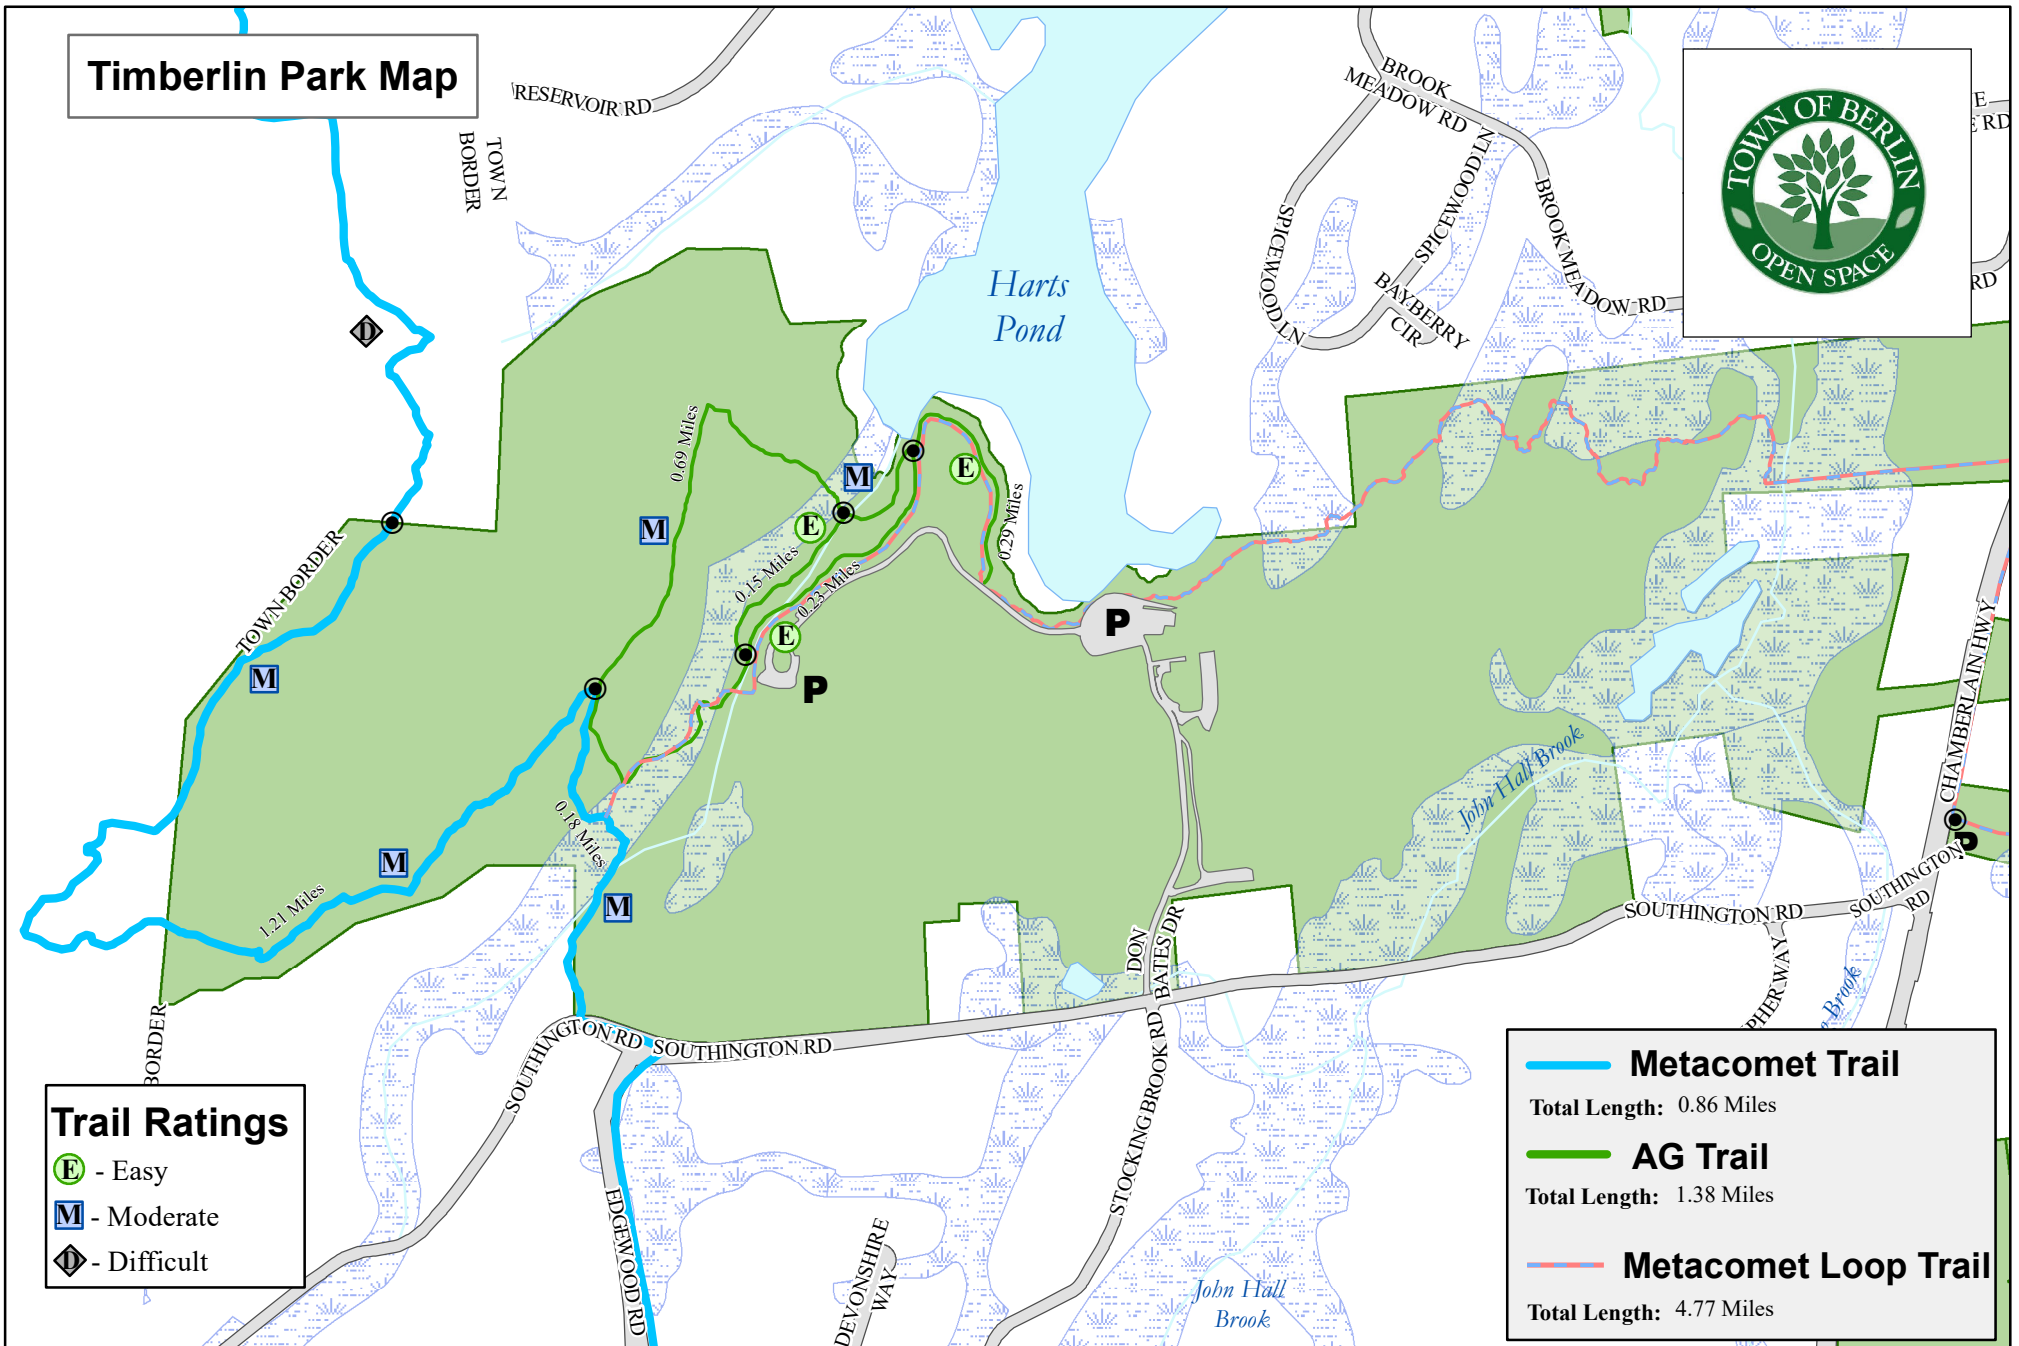 Timberlin Park Map
RESERVOIR RD
TOWN
BORDER
BROOK
MEADOW RD
SPICEWOOD LN
SPICEWOOD LN
BAYBERRY
CIR
BROOK MEADOW RD
E
E RD
RD
TOWN OF BERLIN
OPEN SPACE
Harts
Pond
D
0.69 Miles
M
M
E
E
0.29 Miles
0.15 Miles
0.23 Miles
E
P
P
TOWN BORDER
M
M
1.21 Miles
0.18 Miles
M
John Hall Brook
CHAMBERLAIN HWY
P
SOUTHINGTON
RD
SOUTHINGTON RD
DON
BATES DR
SOUTHINGTON RD
SOUTHINGTON RD
BORDER
STOCKING BROOK RD
EDGEWOOD RD
DEVONSHIRE
WAY
John Hall
Brook
PHER WAY
Brook
Trail Ratings
E - Easy
M - Moderate
D - Difficult
Metacomet Trail
Total Length: 0.86 Miles
AG Trail
Total Length: 1.38 Miles
Metacomet Loop Trail
Total Length: 4.77 Miles